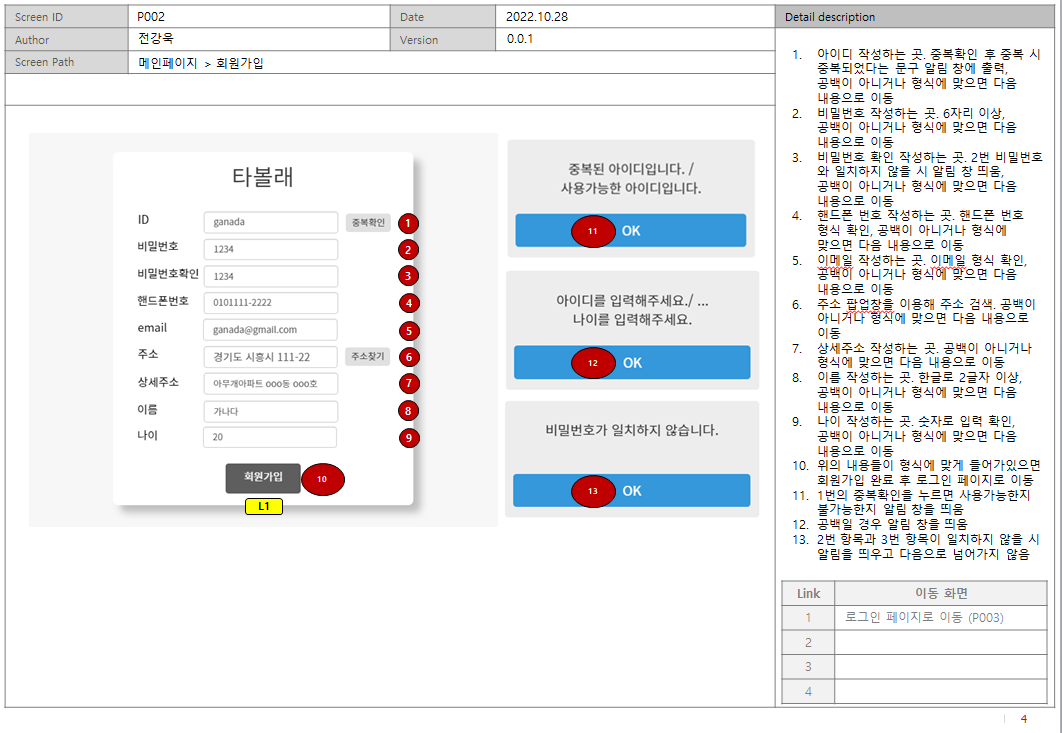 Screen ID P002 Date 2022.10.28
Author 전강욱 Version 0.0.1
Screen Path 메인페이지 > 회원가입
타볼래
ID ganada 중복확인 1
비밀번호 1234 2
비밀번호확인 1234 3
핸드폰번호 0101111-2222 4
email ganada@gmail.com 5
주소 경기도 시흥시 111-22 주소찾기 6
상세주소 아무개아파트 ooo동 ooo호 7
이름 가나다 8
나이 20 9
회원가입 10
L1
중복된 아이디입니다. /
사용가능한 아이디입니다.
11 OK
아이디를 입력해주세요./ ...
나이를 입력해주세요.
12 OK
비밀번호가 일치하지 않습니다.
13 OK
Detail description
1. 아이디 작성하는 곳. 중복확인 후 중복 시
중복되었다는 문구 알림 창에 출력,
공백이 아니거나 형식에 맞으면 다음
내용으로 이동
2. 비밀번호 작성하는 곳. 6자리 이상,
공백이 아니거나 형식에 맞으면 다음
내용으로 이동
3. 비밀번호 확인 작성하는 곳. 2번 비밀번호
와 일치하지 않을 시 알림 창 띄움,
공백이 아니거나 형식에 맞으면 다음
내용으로 이동
4. 핸드폰 번호 작성하는 곳. 핸드폰 번호
형식 확인, 공백이 아니거나 형식에
맞으면 다음 내용으로 이동
5. 이메일 작성하는 곳. 이메일 형식 확인,
공백이 아니거나 형식에 맞으면 다음
내용으로 이동
6. 주소 팝업창을 이용해 주소 검색. 공백이
아니거나 형식에 맞으면 다음 내용으로
이동
7. 상세주소 작성하는 곳. 공백이 아니거나
형식에 맞으면 다음 내용으로 이동
8. 이름 작성하는 곳. 한글로 2글자 이상,
공백이 아니거나 형식에 맞으면 다음
내용으로 이동
9. 나이 작성하는 곳. 숫자로 입력 확인,
공백이 아니거나 형식에 맞으면 다음
내용으로 이동
10. 위의 내용들이 형식에 맞게 들어가있으면
회원가입 완료 후 로그인 페이지로 이동
11. 1번의 중복확인을 누르면 사용가능한지
불가능한지 알림 창을 띄움
12. 공백일 경우 알림 창을 띄움
13. 2번 항목과 3번 항목이 일치하지 않을 시
알림을 띄우고 다음으로 넘어가지 않음
Link 이동 화면
1 로그인 페이지로 이동 (P003)
2
3
4
4